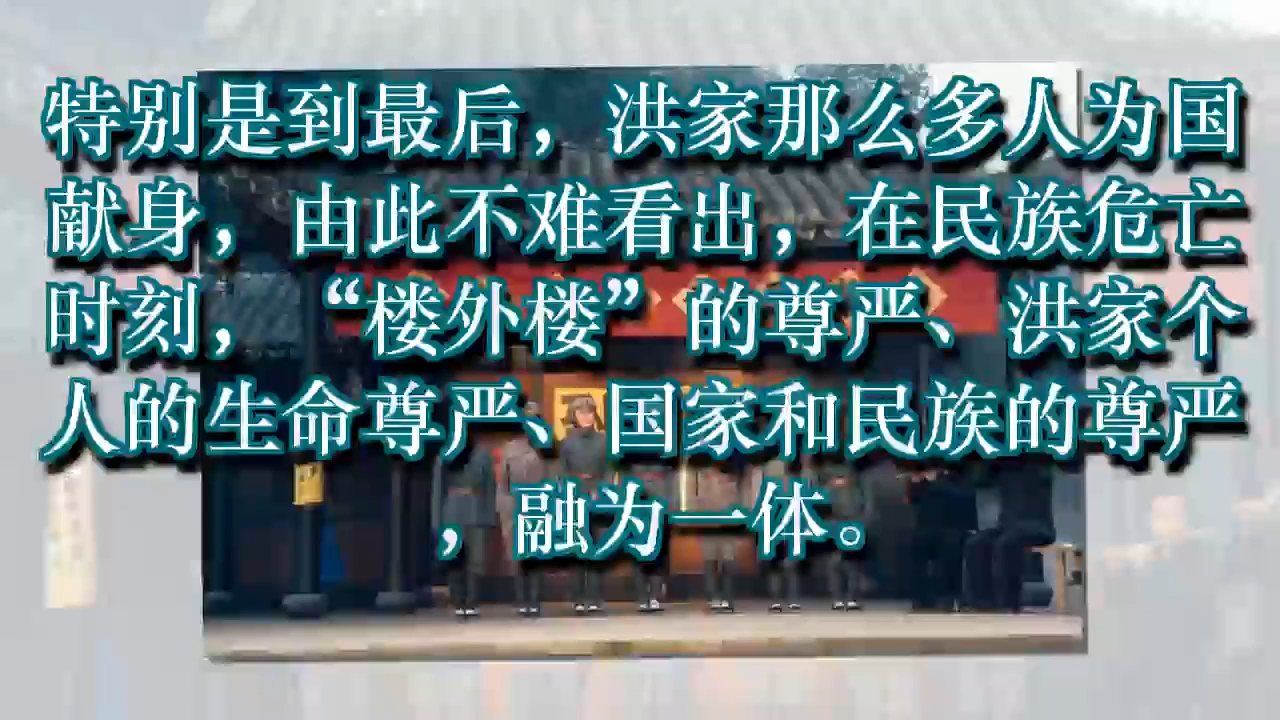 特别是到最后，洪家那么多人为国
献身，由此不难看出，在民族危亡
时刻，“楼外楼”的尊严、洪家个
人的生命尊严、国家和民族的尊严
，融为一体。